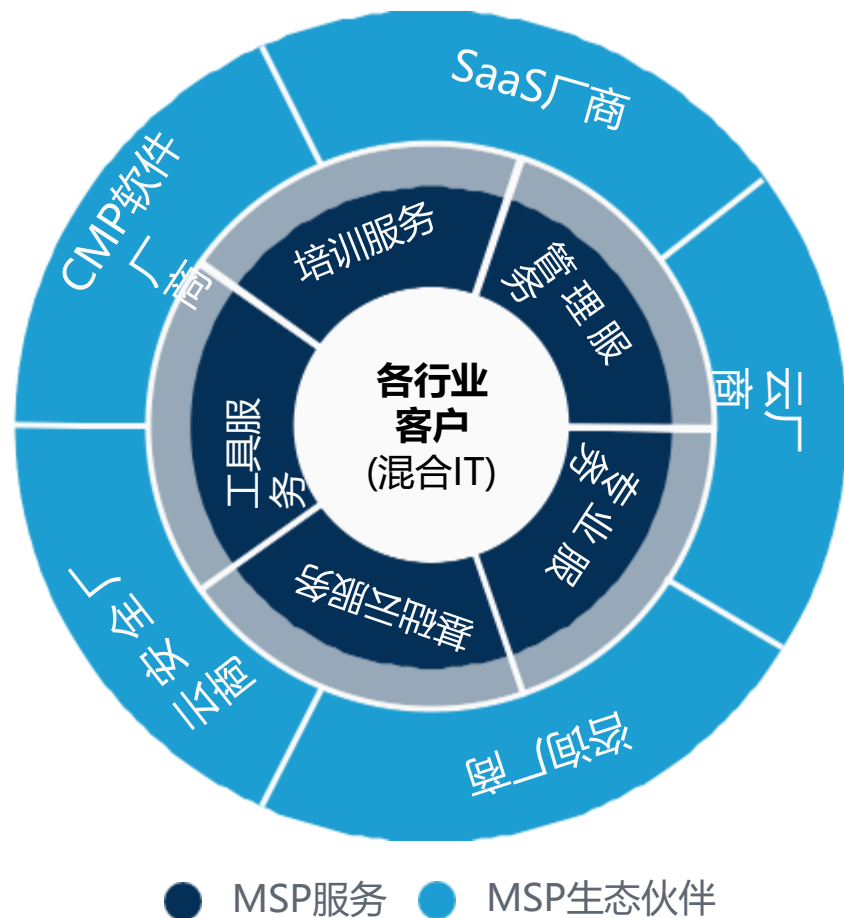 SaaS厂商
云厂
商
咨询厂商
云安全厂
商
CMP软件
厂商
培训服务
管理服
务
专业服
务
基础云服务
工具服
务
各行业
客户
(混合IT)
MSP服务
MSP生态伙伴